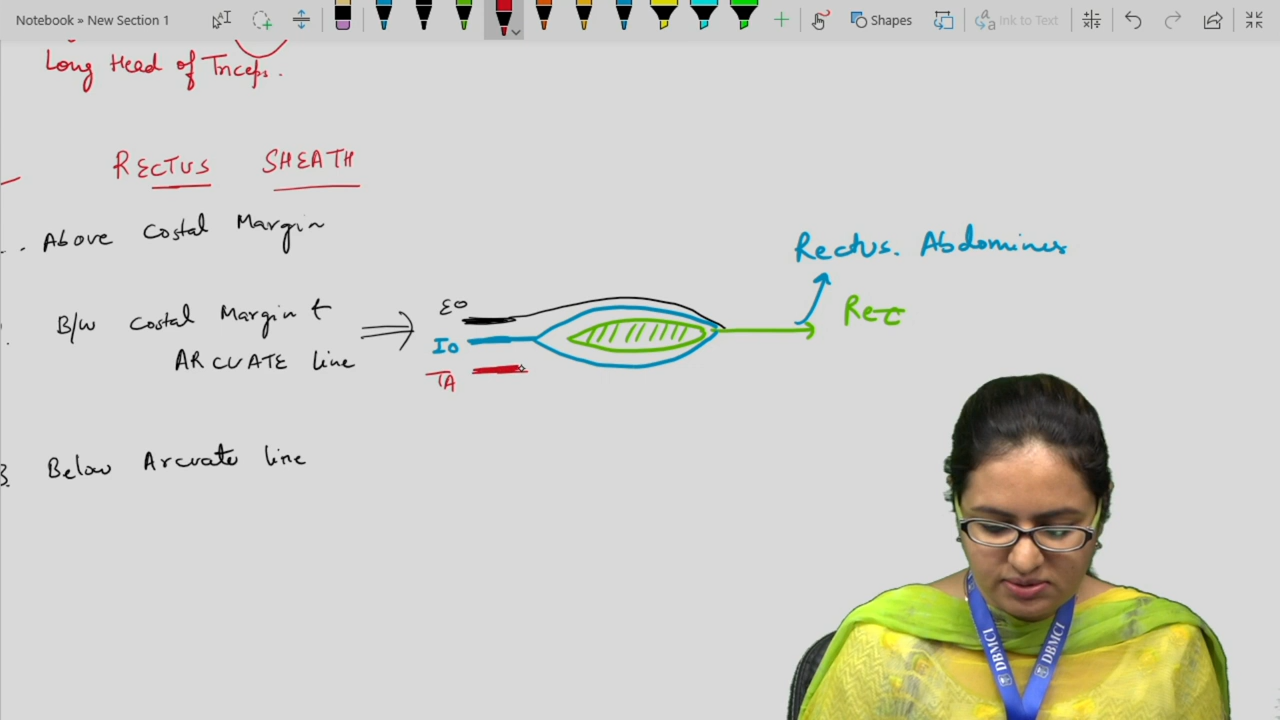 Notebook » New Section 1
Shapes
Ink to Text
Long Head of Triceps.
RECTUS SHEATH
Above Costal Margin
B/W Costal Margin &
ARCUATE line
Below Arcuate line
EO
IO
TA
Rectus. Abdominis
Rec
DBMCI
DBMCI